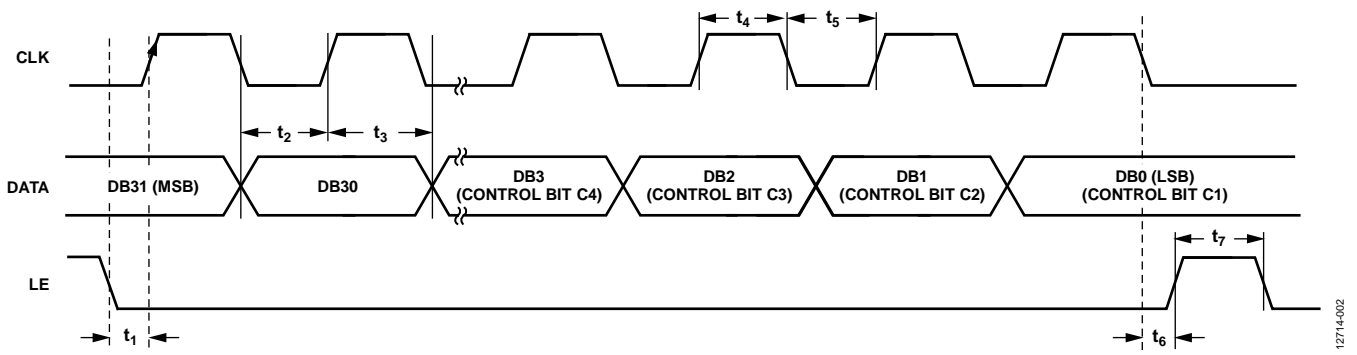 t4
t5
CLK
t2
t3
DATA
DB31 (MSB)
DB30
DB3
(CONTROL BIT C4)
DB2
(CONTROL BIT C3)
DB1
(CONTROL BIT C2)
DB0 (LSB)
(CONTROL BIT C1)
t7
LE
t1
t6
12714-002